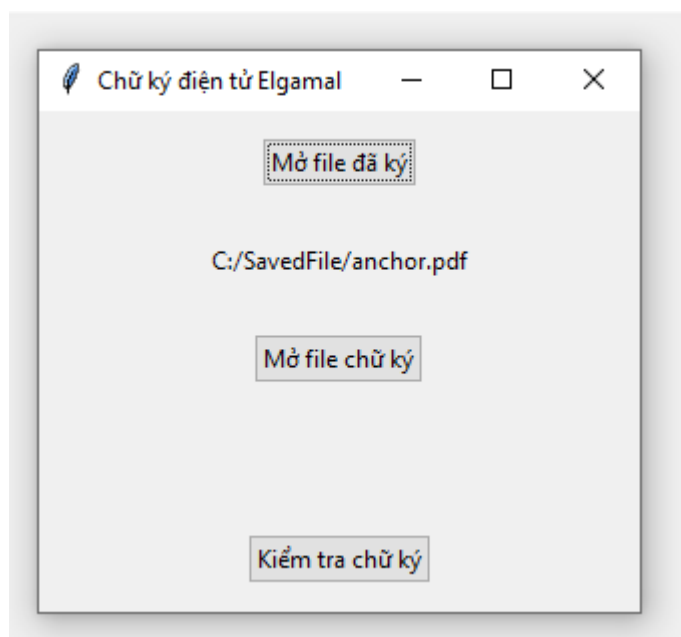 Chữ ký điện tử Elgamal
Mở file đã ký
C:/SavedFile/anchor.pdf
Mở file chữ ký
Kiểm tra chữ ký